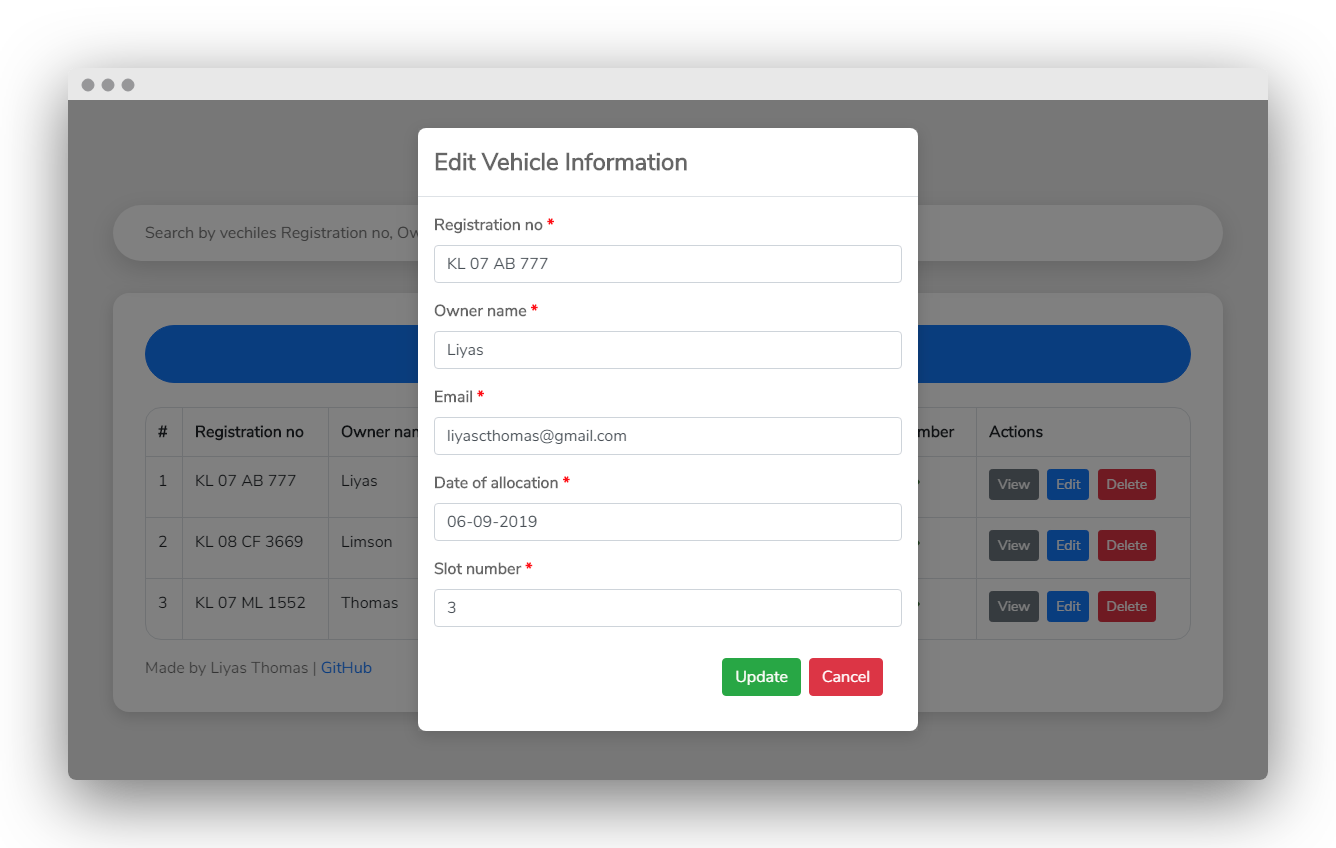 Edit Vehicle Information
Registration no *
KL 07 AB 777
Owner name *
Liyas
Email *
liyascthomas@gmail.com
Date of allocation *
06-09-2019
Slot number *
3
Update Cancel
Search by vechiles Registration no,
# Registration no Owner Actions
1 KL 07 AB 777 Liyas View Edit Delete
2 KL 08 CF 3669 Limson View Edit Delete
3 KL 07 ML 1552 Thomas View Edit Delete
Made by Liyas Thomas | GitHub